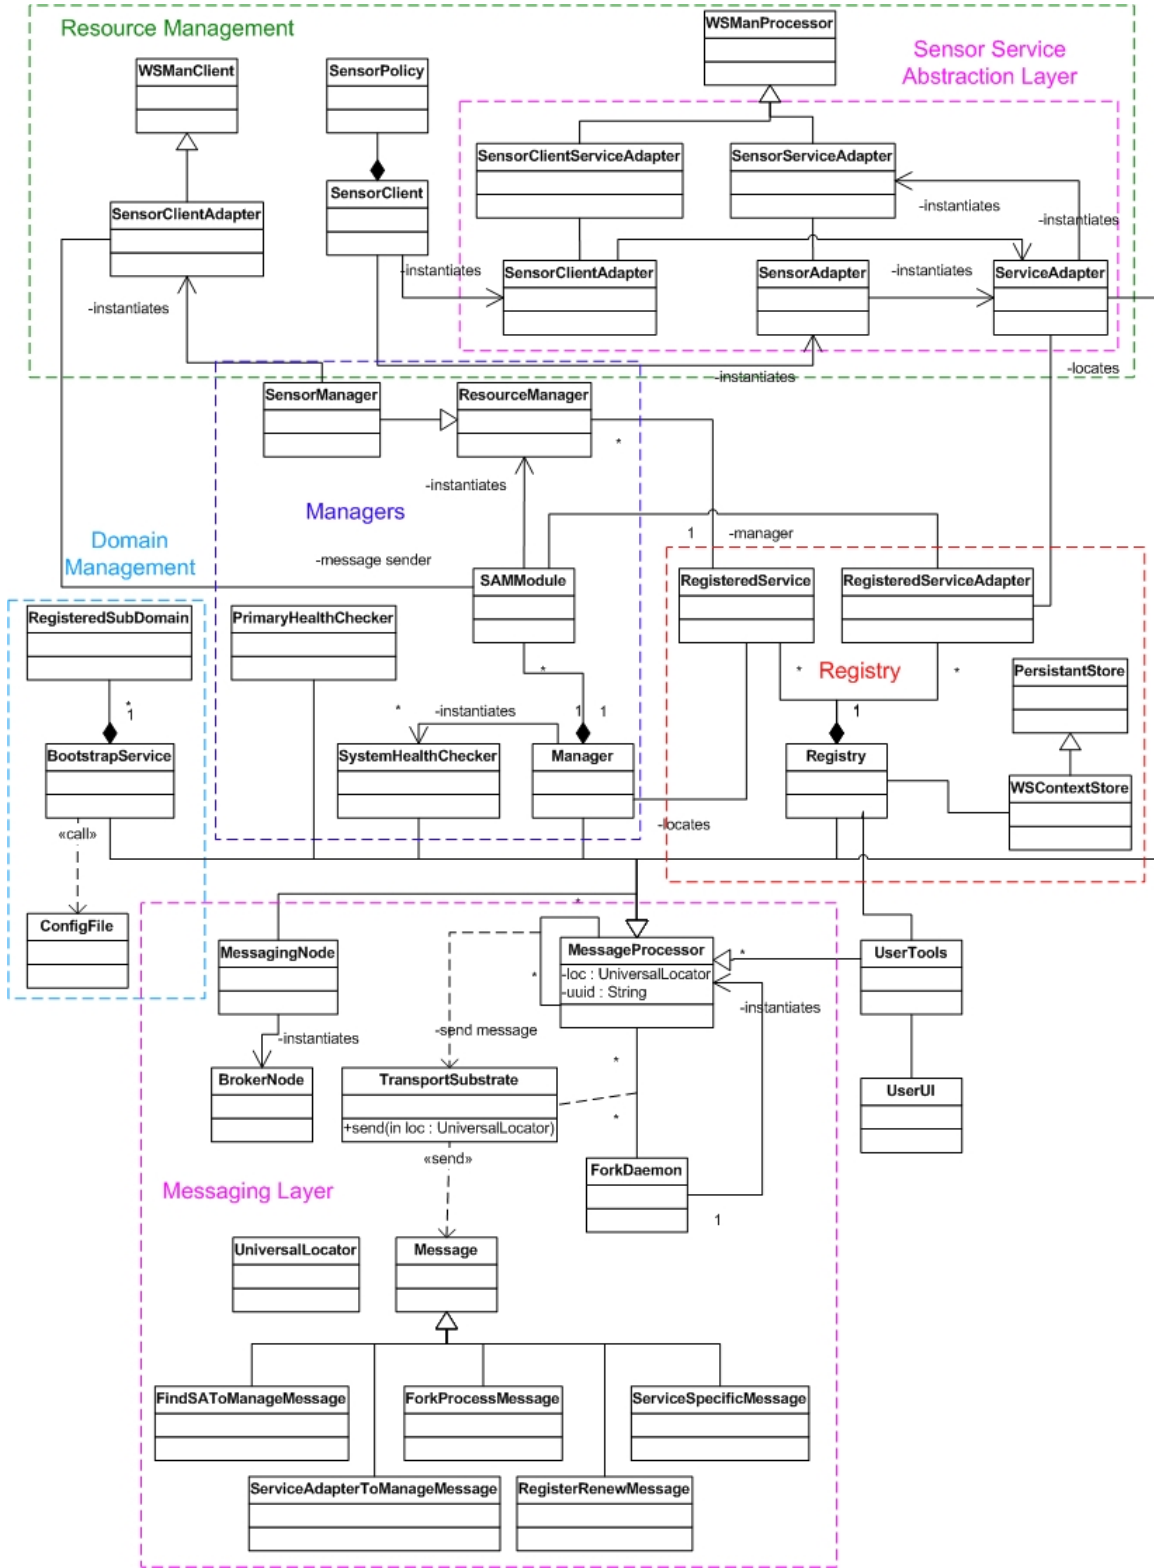 Resource Management
WSManProcessor
Sensor Service
Abstraction Layer
WSManClient
SensorPolicy
SensorClientServiceAdapter
SensorServiceAdapter
SensorClient
SensorClientAdapter
-instantiates
-instantiates
-instantiates
SensorClientAdapter
SensorAdapter
-instantiates
ServiceAdapter
-instantiates
-instantiates
-locates
SensorManager
ResourceManager
*
-instantiates
Managers
Domain
Management
-message sender
1
-manager
SAMModule
RegisteredService
RegisteredServiceAdapter
RegisteredSubDomain
PrimaryHealthChecker
*
*
Registry
*
PersistantStore
*
1
*
-instantiates
1
1
1
BootstrapService
SystemHealthChecker
Manager
Registry
WSContextStore
«call»
-locates
*
ConfigFile
MessagingNode
MessageProcessor
*
UserTools
-loc : UniversalLocator
*
-uuid : String
-instantiates
-send message
-instantiates
*
BrokerNode
TransportSubstrate
UserUI
*
+send(in loc : UniversalLocator)
«send»
ForkDaemon
Messaging Layer
1
UniversalLocator
Message
FindSAToManageMessage
ForkProcessMessage
ServiceSpecificMessage
ServiceAdapterToManageMessage
RegisterRenewMessage